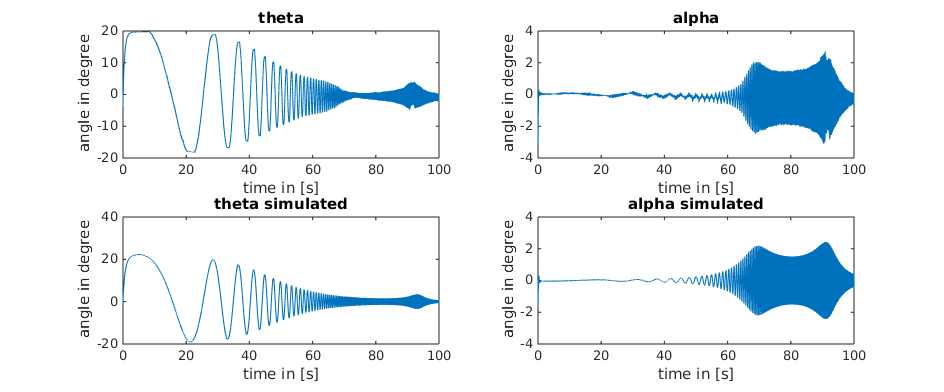 theta
angle in degree
20
10
0
-10
-20
0 20 40 60 80 100
time in [s]
alpha
angle in degree
4
2
0
-2
-4
0 20 40 60 80 100
time in [s]
theta simulated
angle in degree
40
20
0
-20
0 20 40 60 80 100
time in [s]
alpha simulated
angle in degree
4
2
0
-2
-4
0 20 40 60 80 100
time in [s]